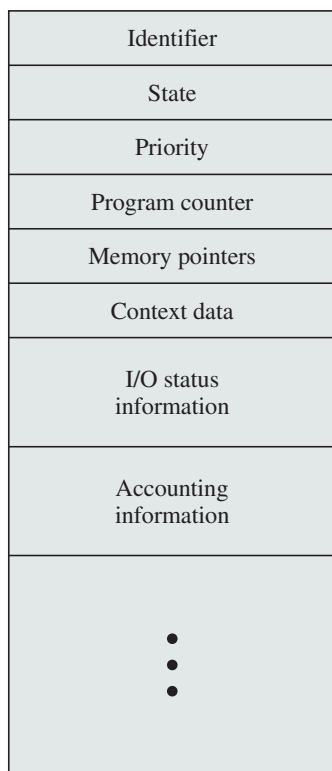 Identifier
State
Priority
Program counter
Memory pointers
Context data
I/O status
information
Accounting
information